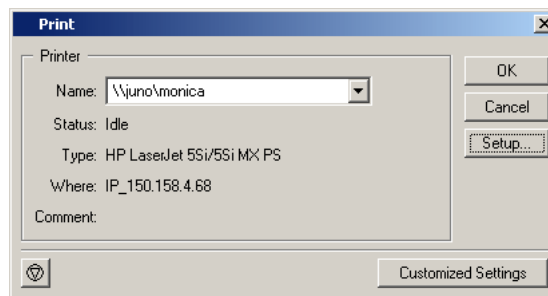 Print
Printer
Name: \\juno\monica
Status: Idle
Type: HP LaserJet 5Si/5Si MX PS
Where: IP_150.158.4.68
Comment:
OK
Cancel
Setup...
Customized Settings